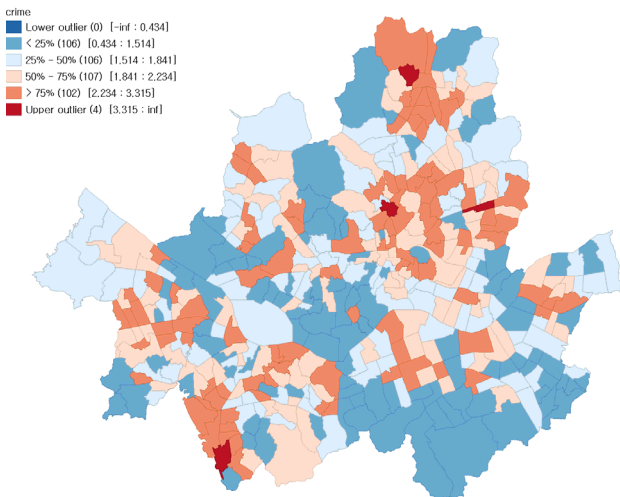 crime
Lower outlier (0) [-inf : 0.434]
< 25% (106) [0.434 : 1.514]
25% - 50% (106) [1.514 : 1.841]
50% - 75% (107) [1.841 : 2.234]
> 75% (102) [2.234 : 3.315]
Upper outlier (4) [3.315 : inf]